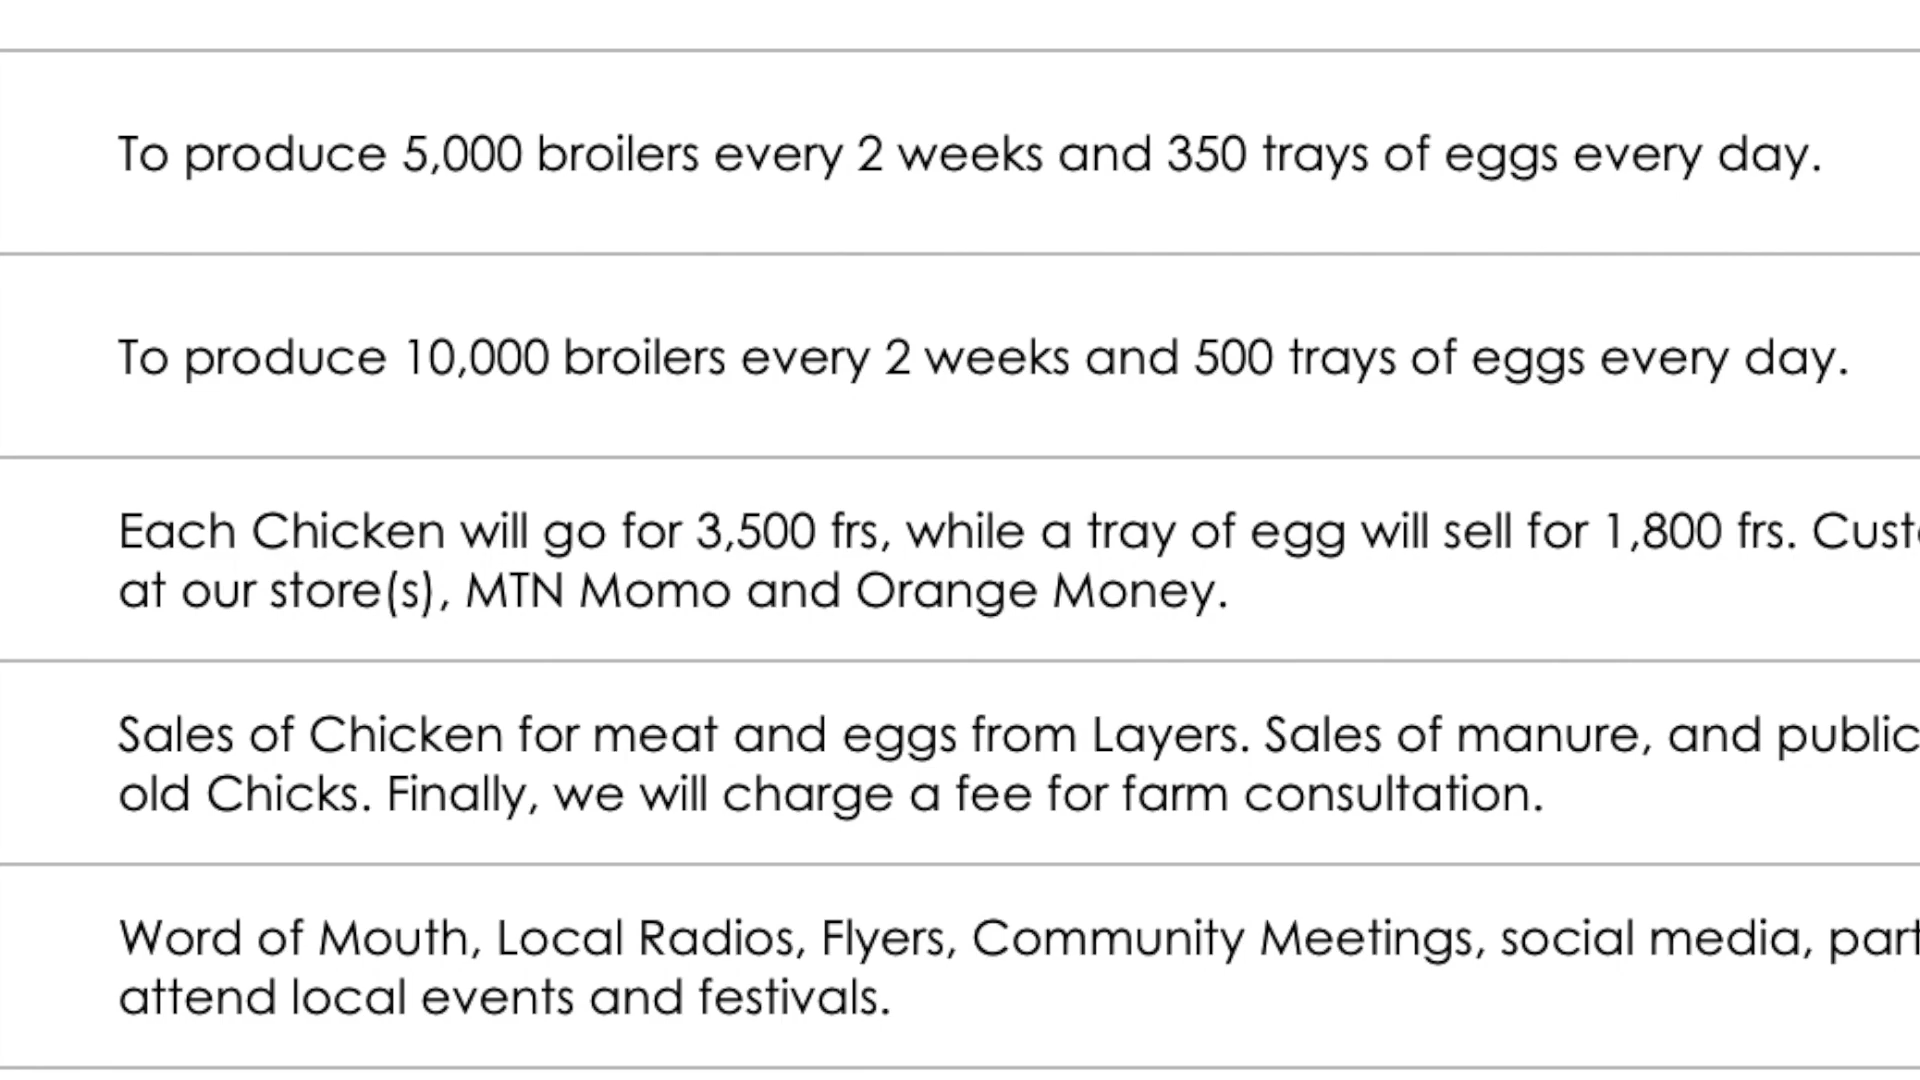 To produce 5,000 broilers every 2 weeks and 350 trays of eggs every day.
To produce 10,000 broilers every 2 weeks and 500 trays of eggs every day.
Each Chicken will go for 3,500 frs, while a tray of egg will sell for 1,800 frs.
at our store(s), MTN Momo and Orange Money.
Sales of Chicken for meat and eggs from Layers. Sales of manure, and public
old Chicks. Finally, we will charge a fee for farm consultation.
Word of Mouth, Local Radios, Flyers, Community Meetings, social media,
attend local events and festivals.